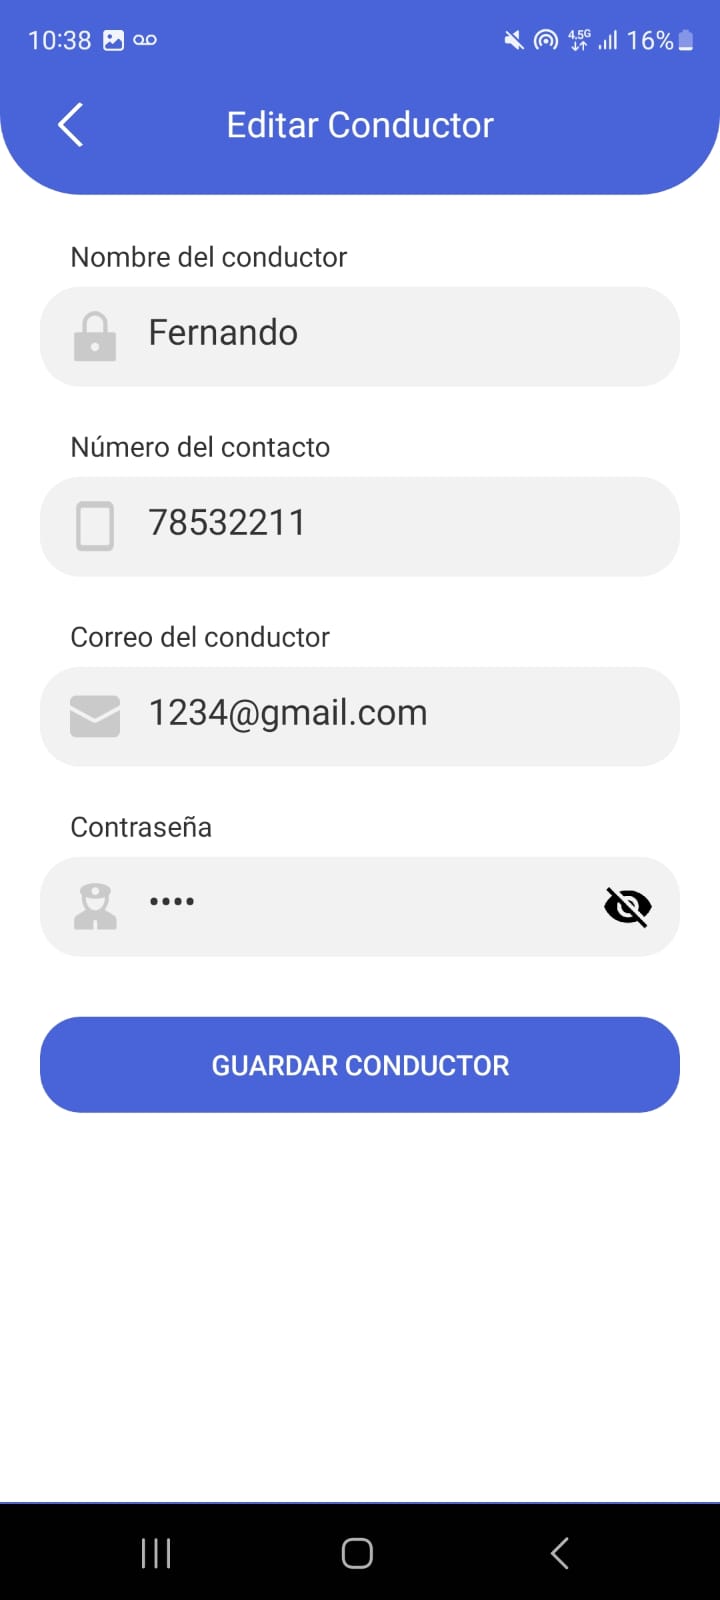 10:38
4.5G 16%
Editar Conductor
Nombre del conductor
Fernando
Número del contacto
78532211
Correo del conductor
1234@gmail.com
Contraseña
••••
GUARDAR CONDUCTOR